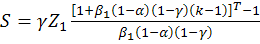 S = γZ₁ [1+β₁(1-α)(1-γ)(k-1)]ᵀ-1 / β₁(1-α)(1-γ)